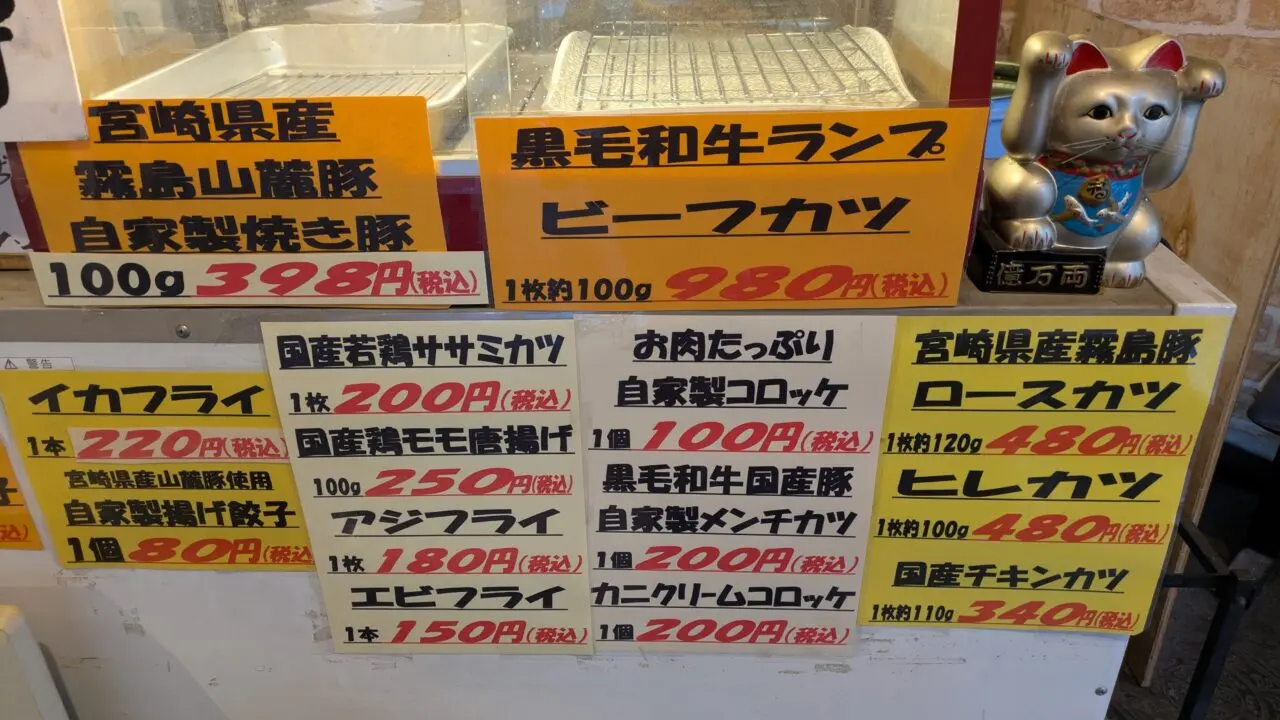 宮崎県産
霧島山麓豚
自家製焼き豚
100g 398円(税込)
黒毛和牛ランプ
ビーフカツ
1枚約100g 980円(税込)
福
億万両
警告
イカフライ
1本 220円(税込)
宮崎県産山麓豚使用
自家製揚げ餃子
1個 80円(税込)
国産若鶏ササミカツ
1枚 200円(税込)
国産鶏モモ唐揚げ
100g 250円(税込)
アジフライ
1枚 180円(税込)
エビフライ
1本 150円(税込)
お肉たっぷり
自家製コロッケ
1個 100円(税込)
黒毛和牛国産豚
自家製メンチカツ
1個 200円(税込)
カニクリームコロッケ
1個 200円(税込)
宮崎県産霧島豚
ロースカツ
1枚約120g 480円(税込)
ヒレカツ
1枚約100g 480円(税込)
国産チキンカツ
1枚約110g 340円(税込)